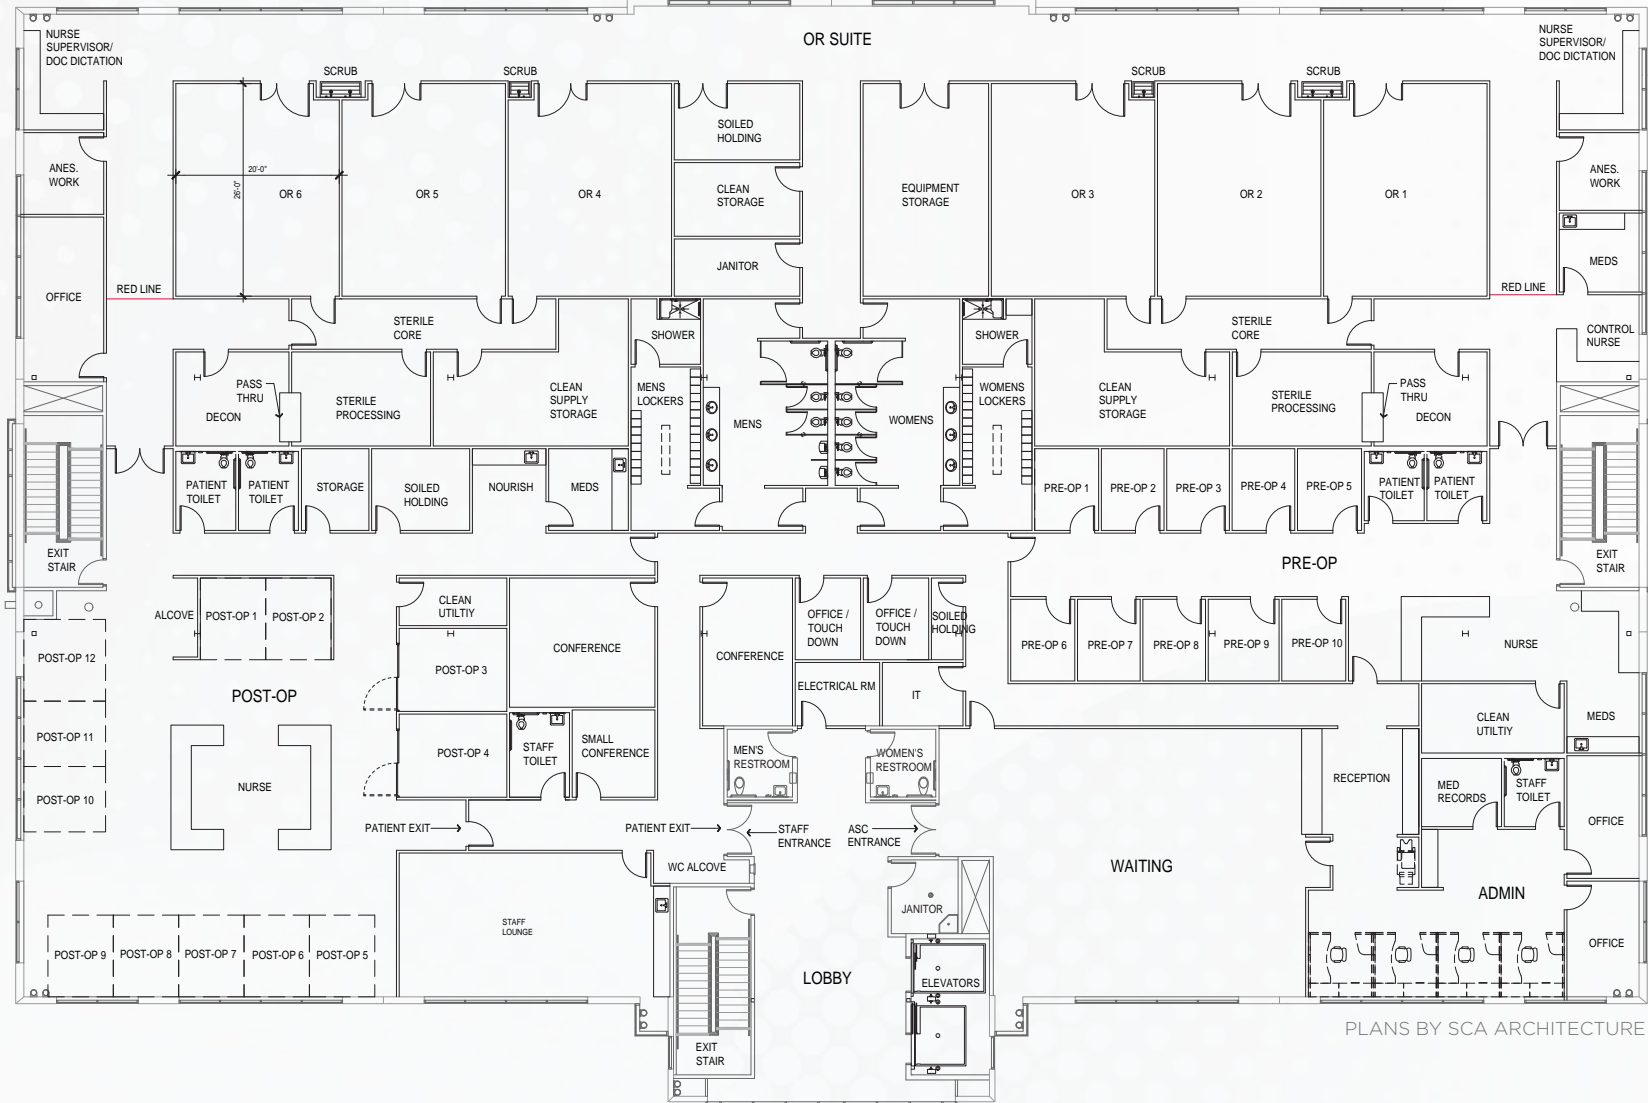 OR SUITE
NURSE
SUPERVISOR/
DOC DICTATION
NURSE
SUPERVISOR/
DOC DICTATION
SCRUB
SCRUB
SCRUB
SCRUB
ANES.
WORK
20'-0"
26'-0"
OR 6
OR 5
OR 4
SOILED
HOLDING
CLEAN
STORAGE
JANITOR
EQUIPMENT
STORAGE
OR 3
OR 2
OR 1
ANES.
WORK
MEDS
OFFICE
RED LINE
RED LINE
STERILE
CORE
SHOWER
SHOWER
STERILE
CORE
CONTROL
NURSE
PASS
THRU
DECON
STERILE
PROCESSING
CLEAN
SUPPLY
STORAGE
MENS
LOCKERS
MENS
WOMENS
WOMENS
LOCKERS
CLEAN
SUPPLY
STORAGE
STERILE
PROCESSING
PASS
THRU
DECON
PATIENT
TOILET
PATIENT
TOILET
STORAGE
SOILED
HOLDING
NOURISH
MEDS
PRE-OP 1
PRE-OP 2
PRE-OP 3
PRE-OP 4
PRE-OP 5
PATIENT
TOILET
PATIENT
TOILET
EXIT
STAIR
PRE-OP
EXIT
STAIR
ALCOVE
POST-OP 1
POST-OP 2
CLEAN
UTILTIY
CONFERENCE
CONFERENCE
OFFICE /
TOUCH
DOWN
OFFICE /
TOUCH
DOWN
SOILED
HOLDING
PRE-OP 6
PRE-OP 7
PRE-OP 8
PRE-OP 9
PRE-OP 10
NURSE
POST-OP 12
POST-OP
POST-OP 3
ELECTRICAL RM
IT
POST-OP 11
POST-OP 4
STAFF
TOILET
SMALL
CONFERENCE
MEN'S
RESTROOM
WOMEN'S
RESTROOM
CLEAN
UTILTIY
MEDS
POST-OP 10
NURSE
RECEPTION
MED
RECORDS
STAFF
TOILET
OFFICE
PATIENT EXIT
PATIENT EXIT
STAFF
ENTRANCE
ASC
ENTRANCE
WAITING
WC ALCOVE
ADMIN
JANITOR
STAFF
LOUNGE
POST-OP 9
POST-OP 8
POST-OP 7
POST-OP 6
POST-OP 5
LOBBY
ELEVATORS
OFFICE
EXIT
STAIR
PLANS BY SCA ARCHITECTURE